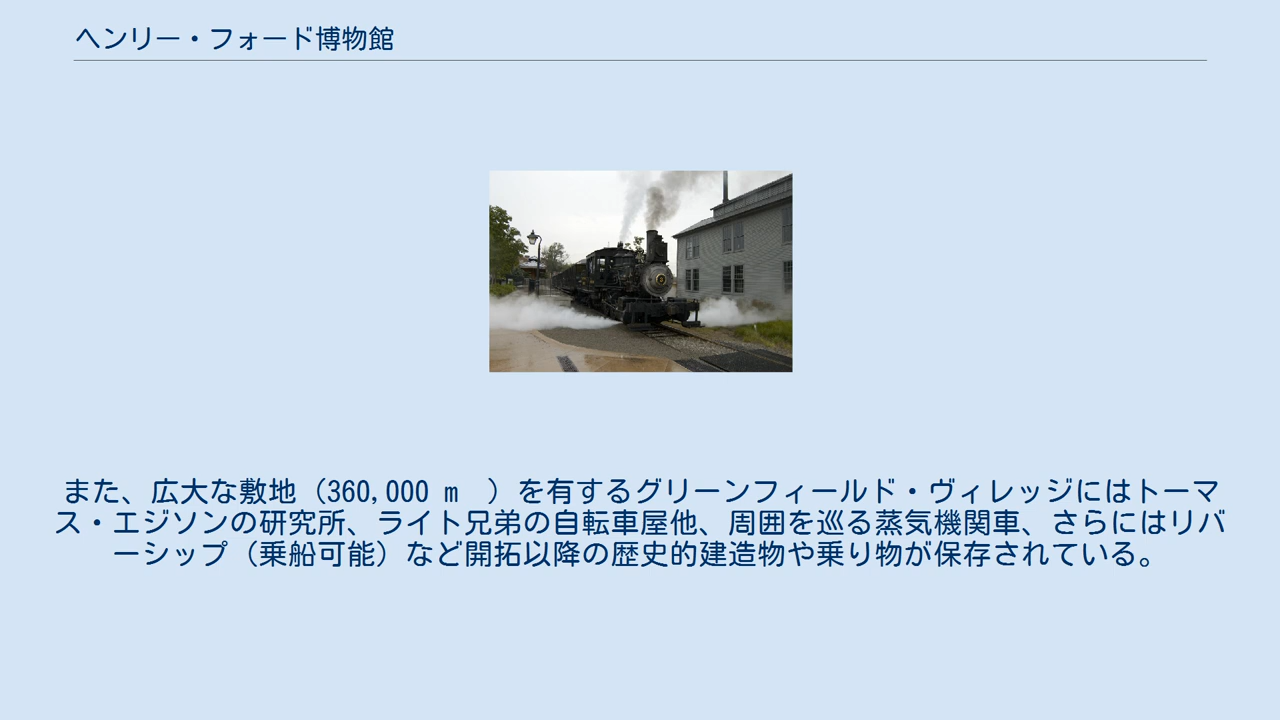 ヘンリー・フォード博物館
また、広大な敷地（360,000 m　）を有するグリーンフィールド・ヴィレッジにはトーマ
ス・エジソンの研究所、ライト兄弟の自転車屋他、周囲を巡る蒸気機関車、さらにはリバ
ーシップ（乗船可能）など開拓以降の歴史的建造物や乗り物が保存されている。